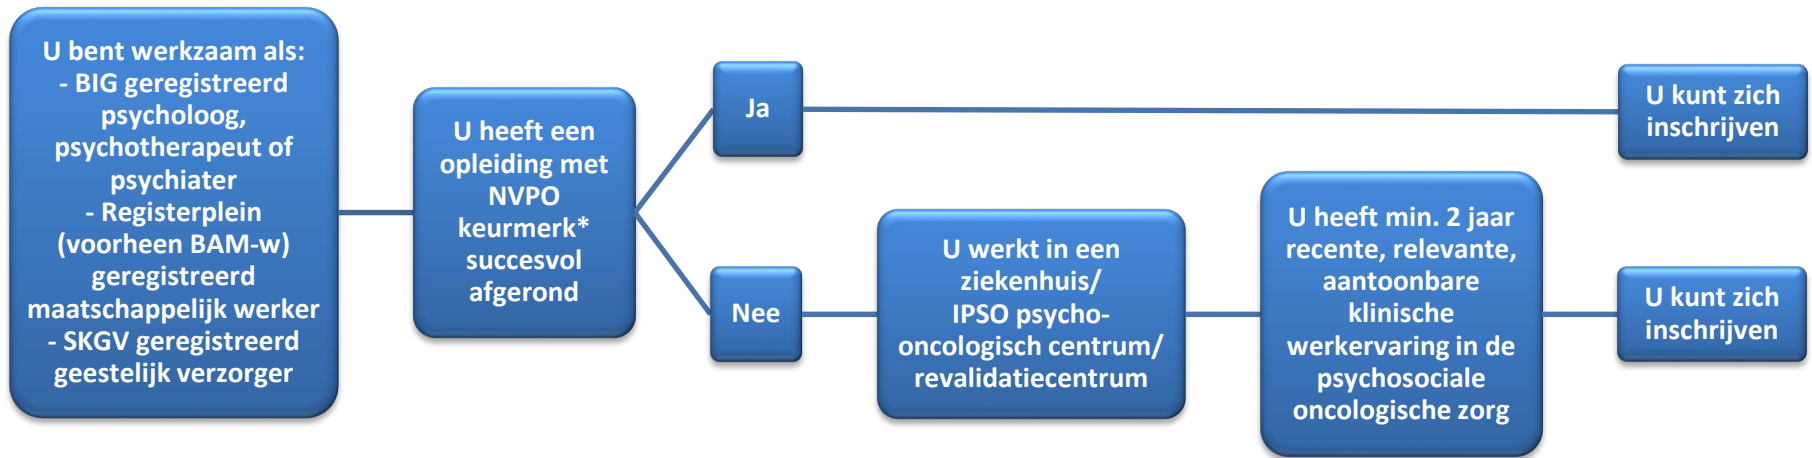 U bent werkzaam als:
- BIG geregistreerd
psycholoog,
psychotherapeut of
psychiater
- Registerplein
(voorheen BAM-w)
geregistreerd
maatschappelijk werker
- SKGV geregistreerd
geestelijk verzorger
U heeft een
opleiding met
NVPO
keurmerk*
succesvol
afgerond
Ja
U kunt zich
inschrijven
Nee
U werkt in een
ziekenhuis/
IPSO psycho-
oncologisch centrum/
revalidatiecentrum
U heeft min. 2 jaar
recente, relevante,
aantoonbare
klinische
werkervaring in de
psychosociale
oncologische zorg
U kunt zich
inschrijven